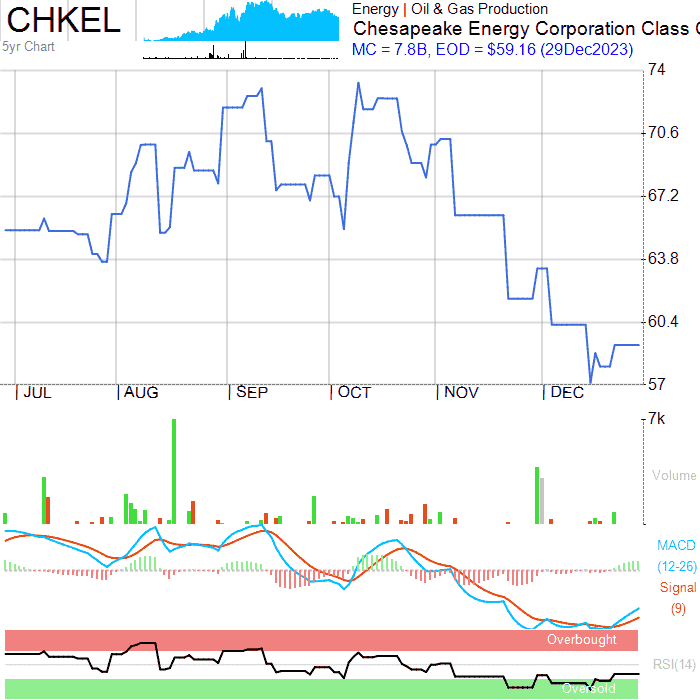 CHKEL
5yr Chart
Energy | Oil & Gas Production
Chesapeake Energy Corporation Class
MC = 7.8B, EOD = $59.16 (29Dec2023)
74
70.6
67.2
63.8
60.4
57
JUL AUG SEP OCT NOV DEC
7k
Volume
MACD
(12-26)
Signal
(9)
Overbought
RSI(14)
Oversold